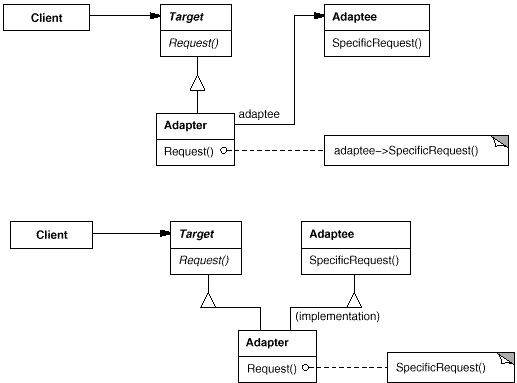 Client
Target
Request()
Adaptee
SpecificRequest()
adaptee
Adapter
Request()
adaptee->SpecificRequest()
Client
Target
Request()
Adaptee
SpecificRequest()
(implementation)
Adapter
Request()
SpecificRequest()